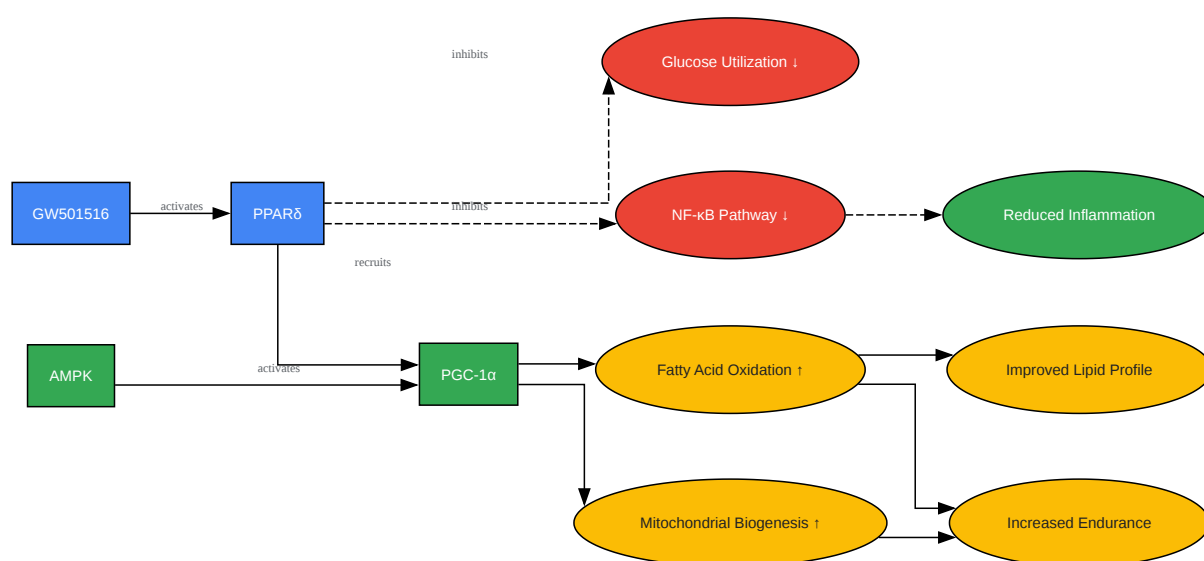 inhibits
Glucose Utilization ↓
GW501516
activates
PPARδ
inhibits
NF-κB Pathway ↓
Reduced Inflammation
recruits
AMPK
activates
PGC-1α
Fatty Acid Oxidation ↑
Improved Lipid Profile
Mitochondrial Biogenesis ↑
Increased Endurance